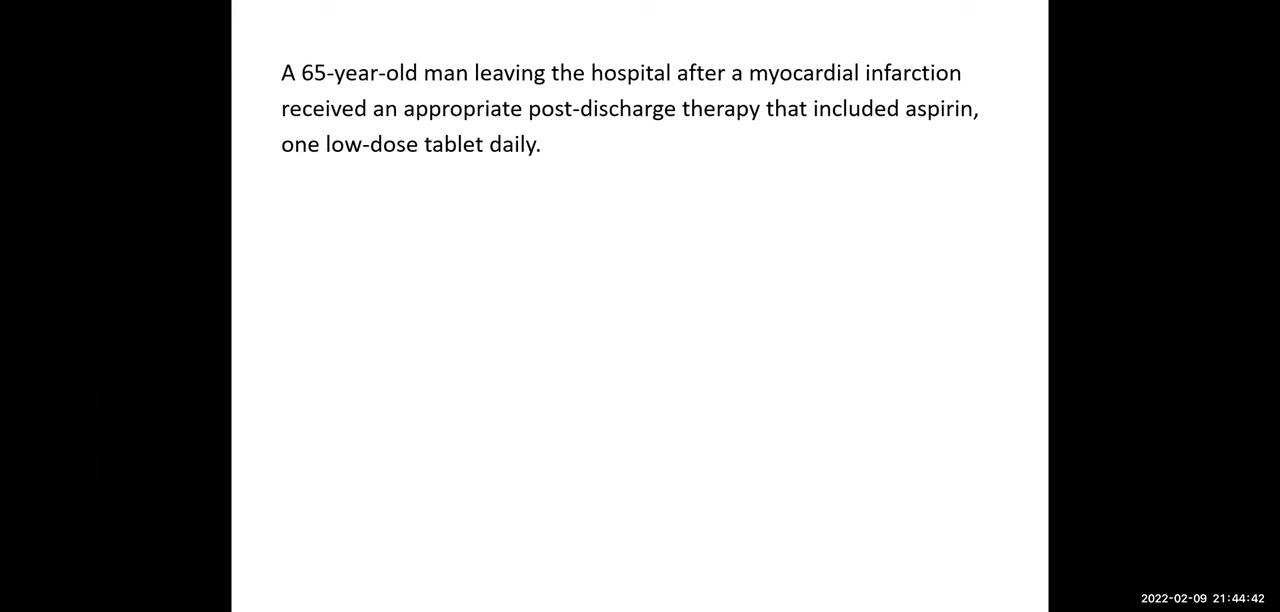 A 65-year-old man leaving the hospital after a myocardial infarction
received an appropriate post-discharge therapy that included aspirin,
one low-dose tablet daily.
2022-02-09 21:44:42